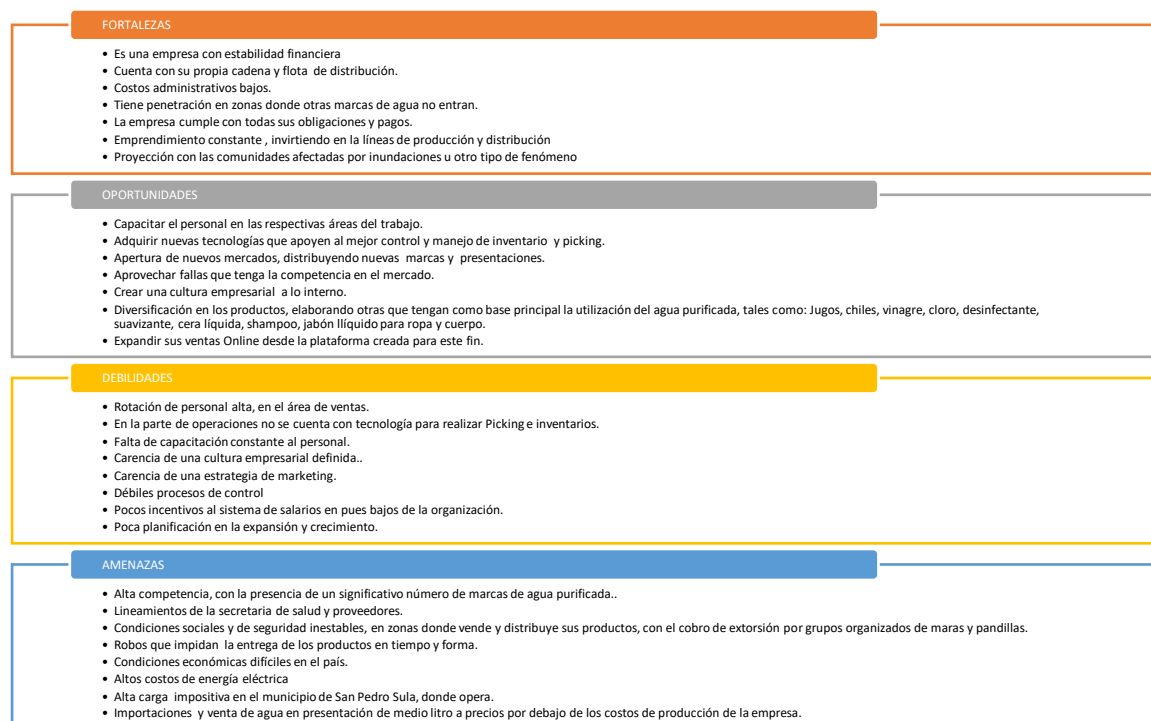 FORTALEZAS
• Es una empresa con estabilidad financiera
• Cuenta con su propia cadena y flota de distribución.
• Costos administrativos bajos.
• Tiene penetración en zonas donde otras marcas de agua no entran.
• La empresa cumple con todas sus obligaciones y pagos.
• Emprendimiento constante , invirtiendo en la líneas de producción y distribución
• Proyección con las comunidades afectadas por inundaciones u otro tipo de fenómeno
OPORTUNIDADES
• Capacitar el personal en las respectivas áreas del trabajo.
• Adquirir nuevas tecnologías que apoyen al mejor control y manejo de inventario y picking.
• Apertura de nuevos mercados, distribuyendo nuevas marcas y presentaciones.
• Aprovechar fallas que tenga la competencia en el mercado.
• Crear una cultura empresarial a lo interno.
• Diversificación en los productos, elaborando otras que tengan como base principal la utilización del agua purificada, tales como: Jugos, chiles, vinagre, cloro, desinfectante,
suavizante, cera líquida, shampoo, jabón llíquido para ropa y cuerpo.
• Expandir sus ventas Online desde la plataforma creada para este fin.
DEBILIDADES
• Rotación de personal alta, en el área de ventas.
• En la parte de operaciones no se cuenta con tecnología para realizar Picking e inventarios.
• Falta de capacitación constante al personal.
• Carencia de una cultura empresarial definida..
• Carencia de una estrategia de marketing.
• Débiles procesos de control
• Pocos incentivos al sistema de salarios en pues bajos de la organización.
• Poca planificación en la expansión y crecimiento.
AMENAZAS
• Alta competencia, con la presencia de un significativo número de marcas de agua purificada..
• Lineamientos de la secretaria de salud y proveedores.
• Condiciones sociales y de seguridad inestables, en zonas donde vende y distribuye sus productos, con el cobro de extorsión por grupos organizados de maras y pandillas.
• Robos que impidan la entrega de los productos en tiempo y forma.
• Condiciones económicas difíciles en el país.
• Altos costos de energía eléctrica
• Alta carga impositiva en el municipio de San Pedro Sula, donde opera.
• Importaciones y venta de agua en presentación de medio litro a precios por debajo de los costos de producción de la empresa.